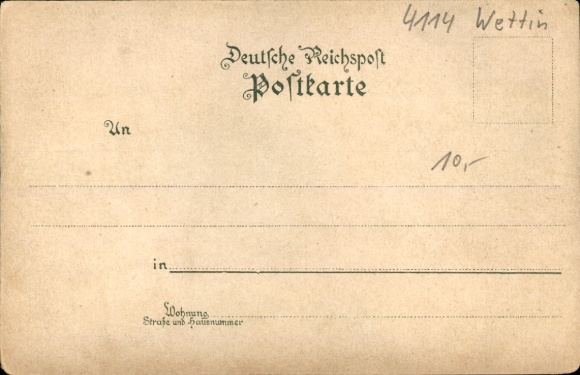 4114 Wettin
Deutsche Reichspost
Postkarte
An
10,-
in
Wohnung
Straße und Hausnummer